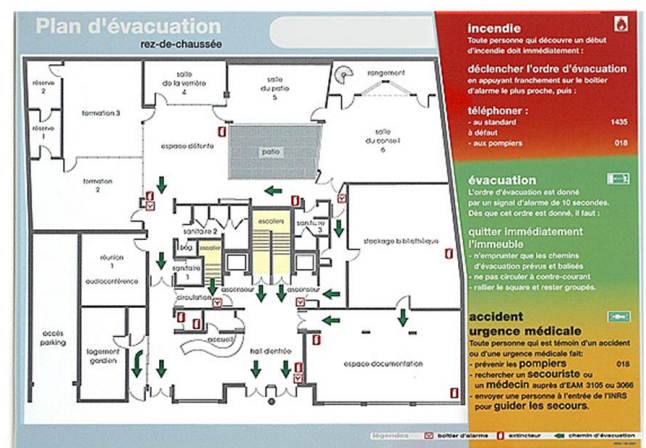 Plan d'évacuation
rez-de-chaussée
réserve
2
réserve
1
formation 3
formation
2
salle
de la verrière
4
salle
du patio
5
rangement
salle
du conseil
6
espace détente
patio
sanitaire 2
escaliers
sanitaire
3
stockage bibliothèque
escalier
sanitaire
1
réunion
1
audioconférence
circulation
ascenseur
ascenseur
accueil
accès
parking
logement
gardien
hall d'entrée
espace documentation
incendie
Toute personne qui découvre un début
d'incendie doit immédiatement :
déclencher l'ordre d'évacuation
en appuyant franchement sur le boîtier
d'alarme le plus proche, puis :
téléphoner :
- au standard 1435
à défaut
- aux pompiers 018
évacuation
L'ordre d'évacuation est donné
par un signal d'alarme de 10 secondes.
Dès que cet ordre est donné, il faut :
quitter immédiatement
l'immeuble
- n'emprunter que les chemins
d'évacuation prévus et balisés
- ne pas circuler à contre-courant
- rallier le square et rester groupés.
accident
urgence médicale
Toute personne qui est témoin d'un accident
ou d'une urgence médicale fait:
- prévenir les pompiers 018
- rechercher un secouriste ou
un médecin auprès d'EAM 3105 ou 3066
- envoyer une personne à l'entrée de l'INRS
pour guider les secours.
légendes boîtier d'alarme extincteur chemin d'évacuation